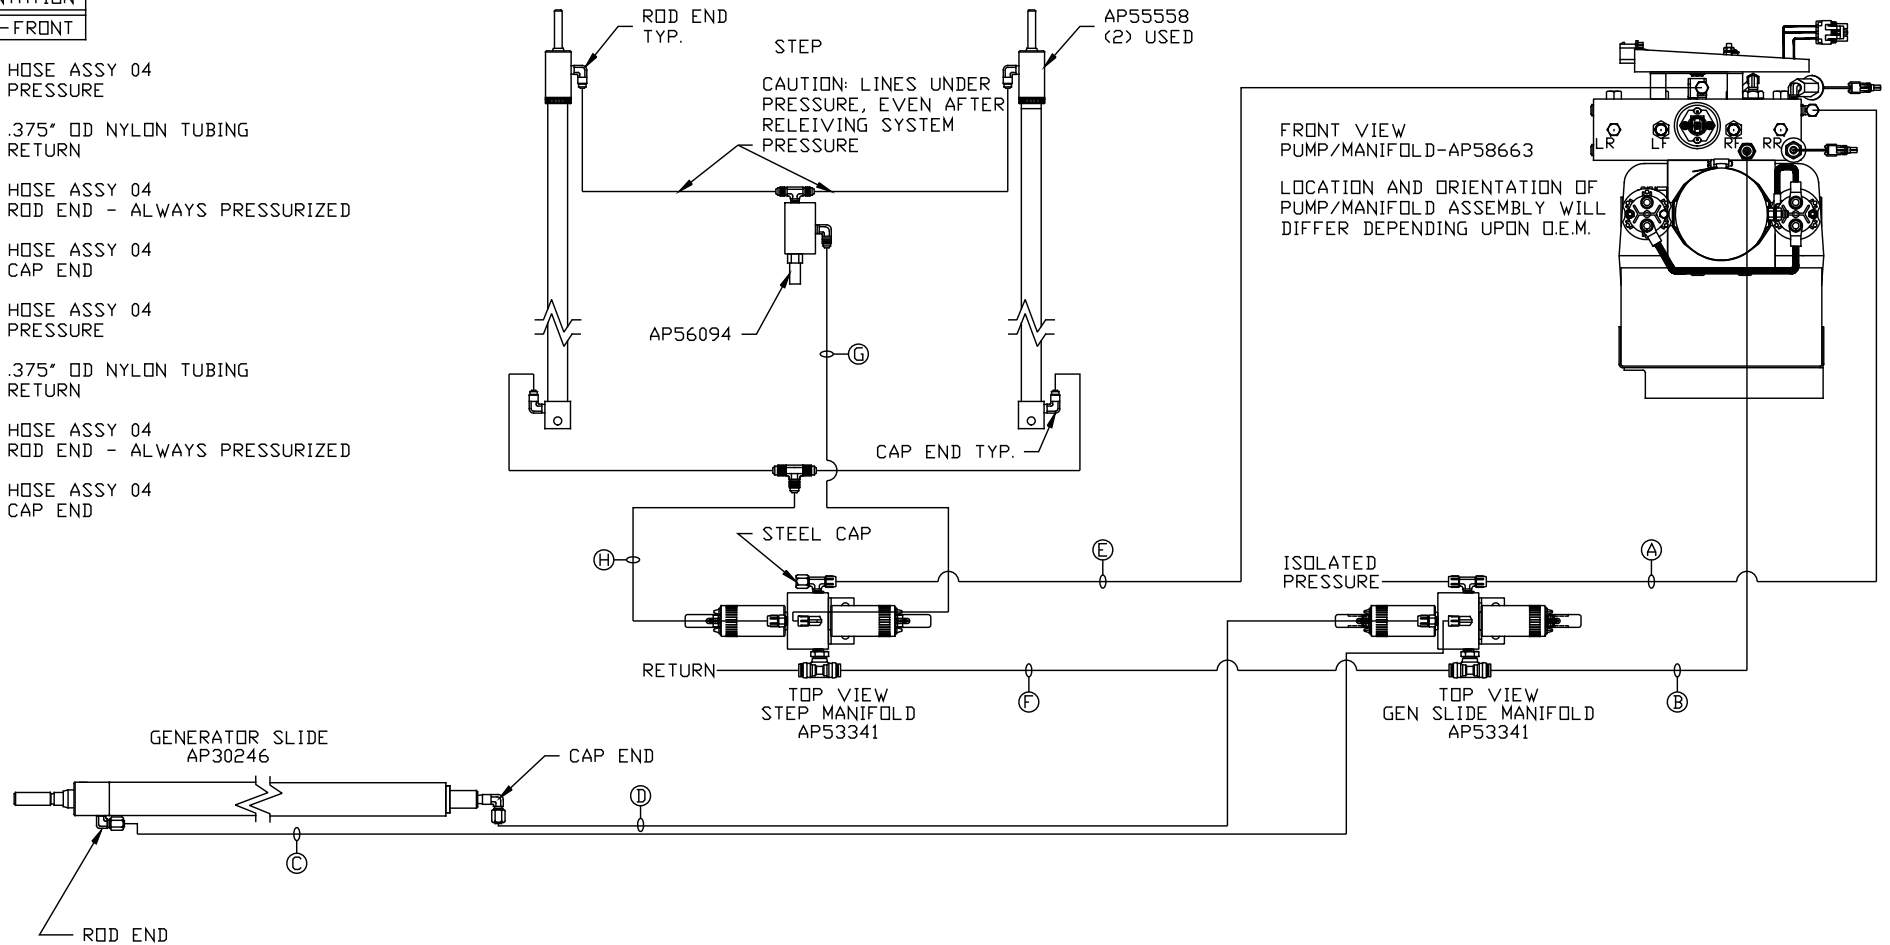 -FRONT
HOSE ASSY 04
PRESSURE
.375" OD NYLON TUBING
RETURN
HOSE ASSY 04
ROD END - ALWAYS PRESSURIZED
HOSE ASSY 04
CAP END
HOSE ASSY 04
PRESSURE
.375" OD NYLON TUBING
RETURN
HOSE ASSY 04
ROD END - ALWAYS PRESSURIZED
HOSE ASSY 04
CAP END
ROD END
TYP.
STEP
CAUTION: LINES UNDER
PRESSURE, EVEN AFTER
RELEIVING SYSTEM
PRESSURE
AP55558
(2) USED
AP56094
G
CAP END TYP.
FRONT VIEW
PUMP/MANIFOLD-AP58663
LOCATION AND ORIENTATION OF
PUMP/MANIFOLD ASSEMBLY WILL
DIFFER DEPENDING UPON O.E.M.
LR
LF
RF
RR
STEEL CAP
H
E
ISOLATED
PRESSURE
A
RETURN
F
B
TOP VIEW
STEP MANIFOLD
AP53341
TOP VIEW
GEN SLIDE MANIFOLD
AP53341
GENERATOR SLIDE
AP30246
CAP END
D
C
ROD END